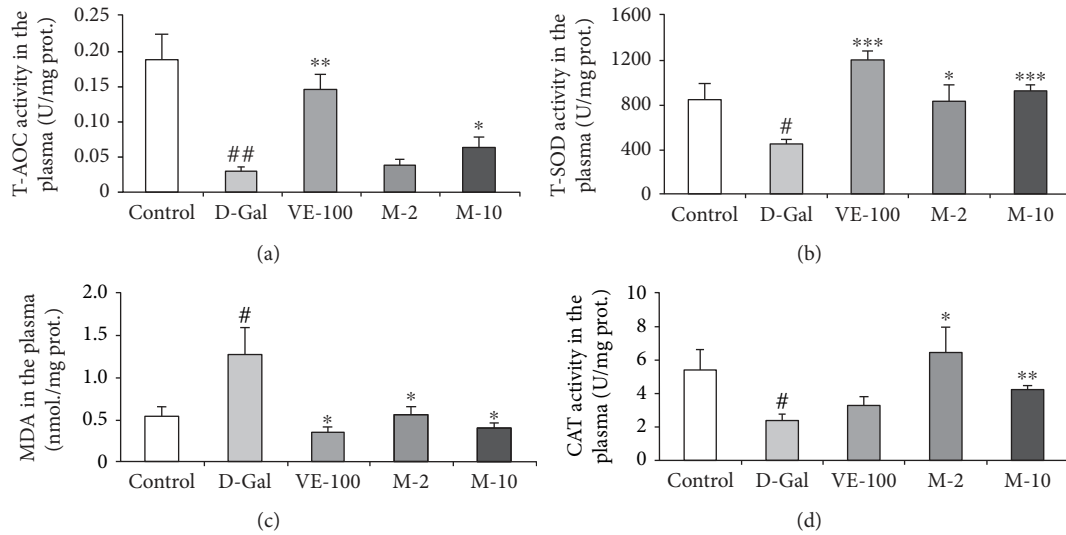 T-AOC activity in the
plasma (U/mg prot.)
0.25
0.20
0.15
0.10
0.05
0
##
**
*
Control D-Gal VE-100 M-2 M-10
(a)
T-SOD activity in the
plasma (U/mg prot.)
1600
1200
800
400
0
#
***
*
***
Control D-Gal VE-100 M-2 M-10
(b)
MDA in the plasma
(nmol./mg prot.)
2.0
1.5
1.0
0.5
0
#
*
*
*
Control D-Gal VE-100 M-2 M-10
(c)
CAT activity in the
plasma (U/mg prot.)
10
8
6
4
2
0
#
*
**
Control D-Gal VE-100 M-2 M-10
(d)